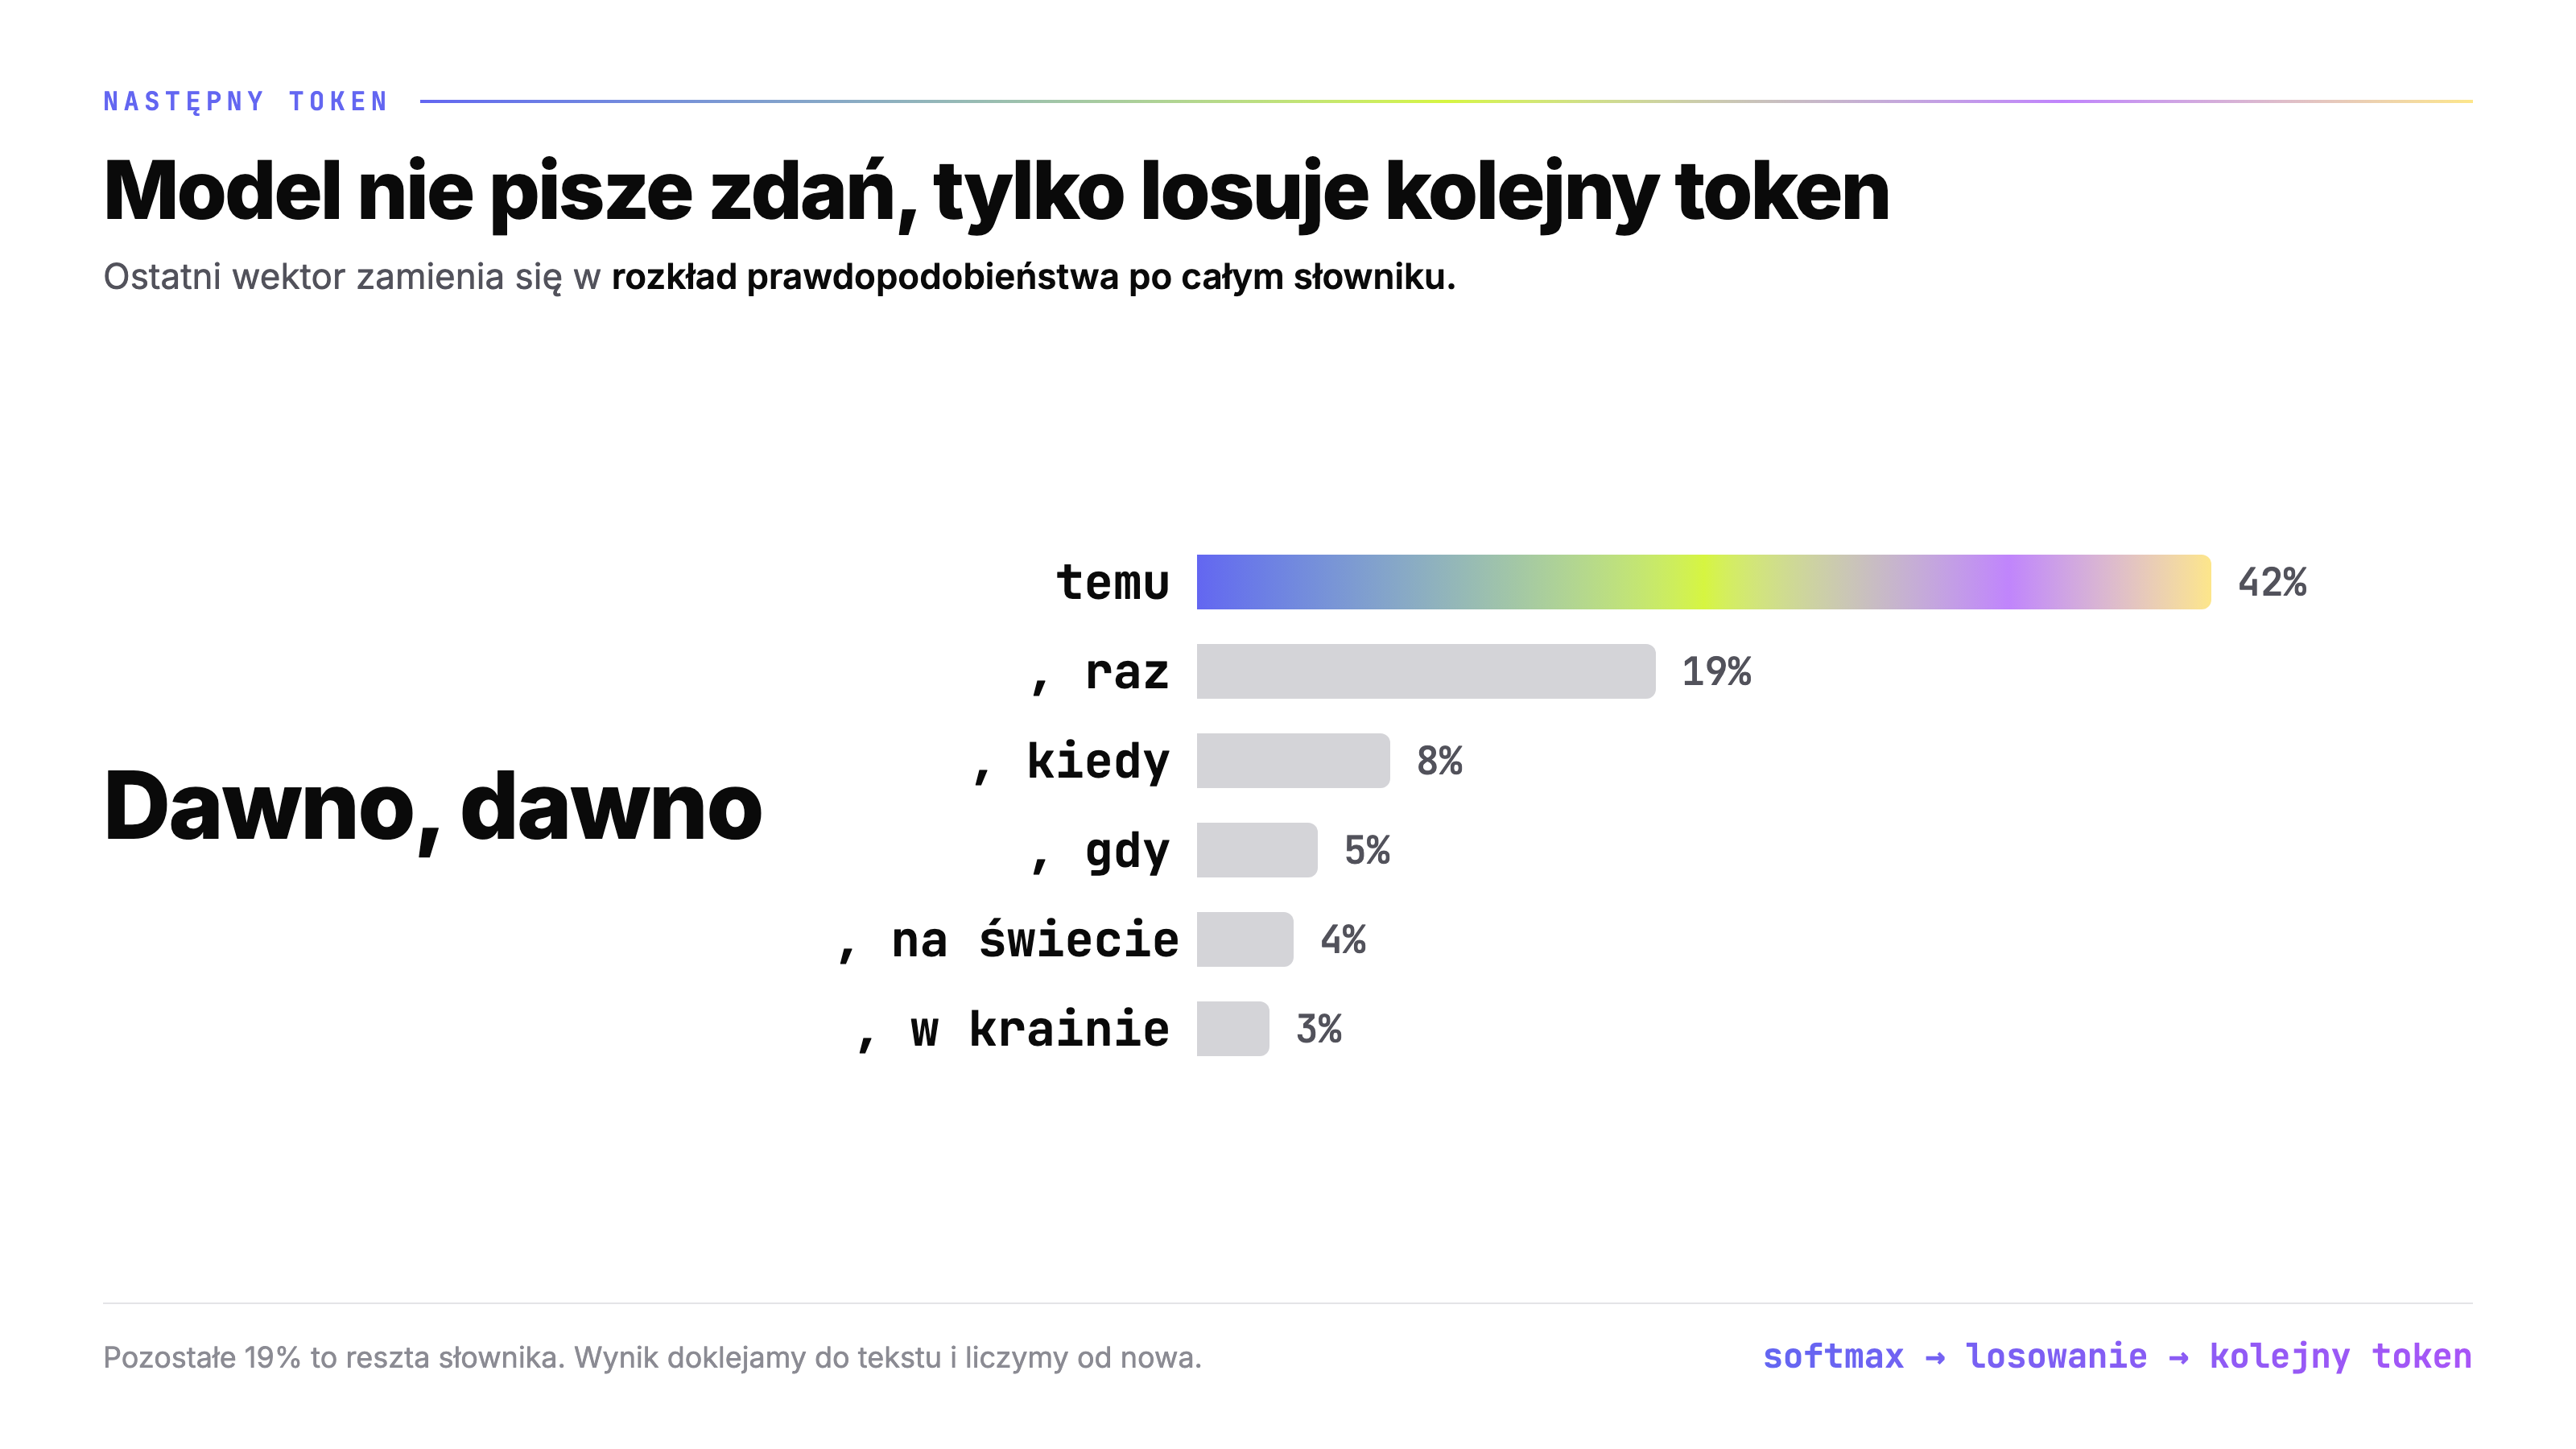 NASTĘPNY TOKEN
Model nie pisze zdań, tylko losuje kolejny token
Ostatni wektor zamienia się w rozkład prawdopodobieństwa po całym słowniku.
Dawno, dawno
temu 42%
, raz 19%
, kiedy 8%
, gdy 5%
, na świecie 4%
, w krainie 3%
Pozostałe 19% to reszta słownika. Wynik doklejamy do tekstu i liczymy od nowa.
softmax → losowanie → kolejny token